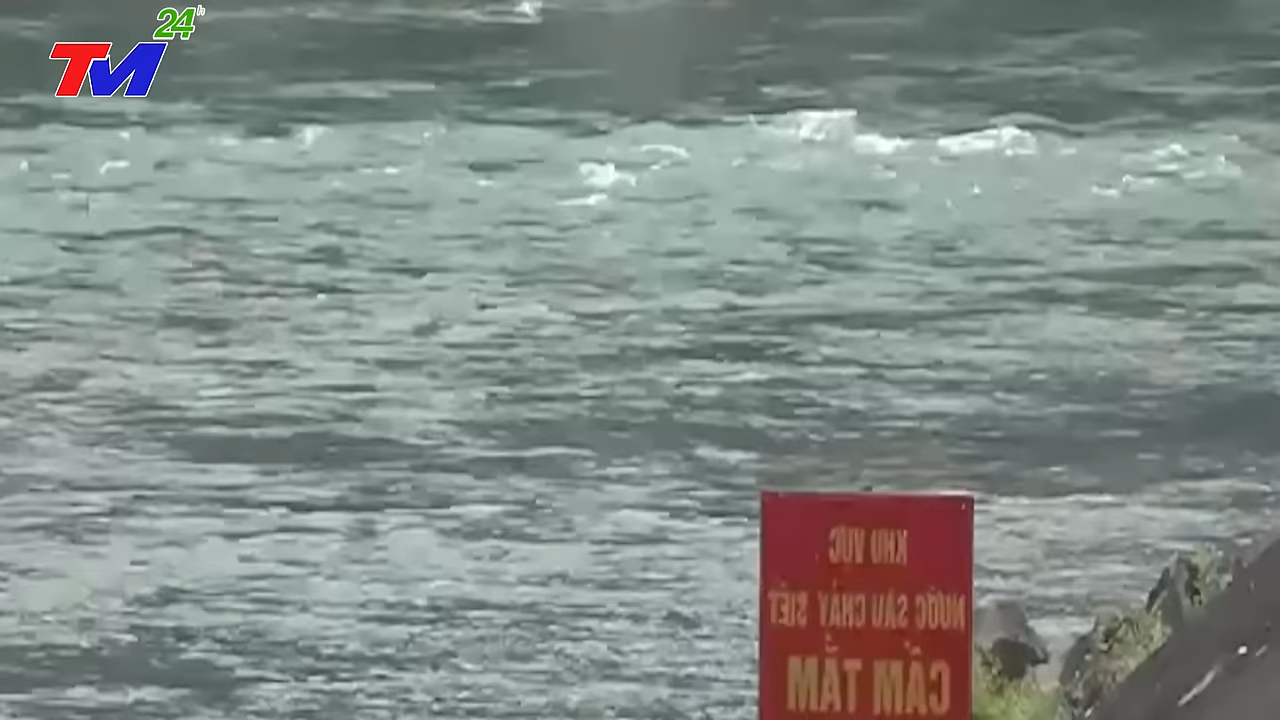 24h
TM
KHU VỰC
NƯỚC SÂU CHẢY SIẾT
CẤM TẮM